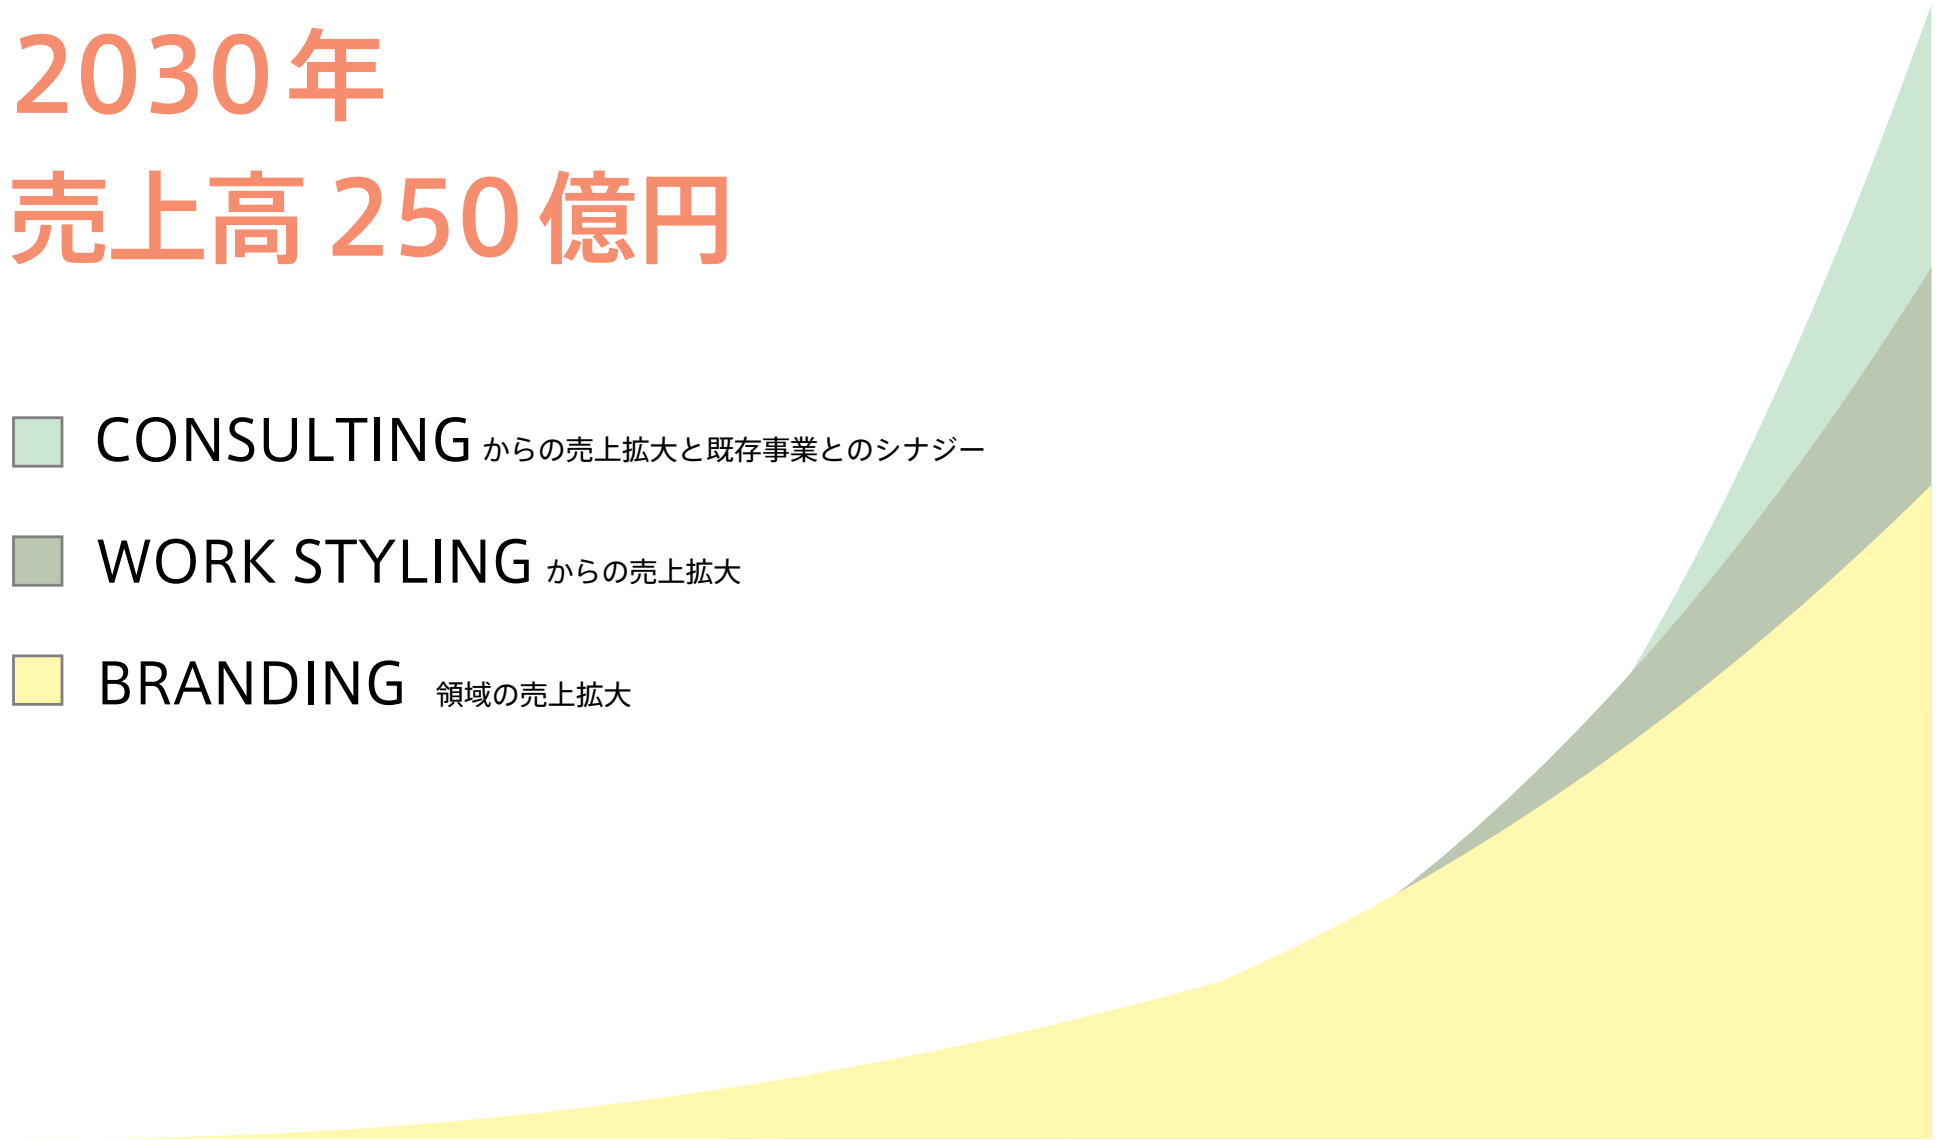 2030年
売上高250億円
CONSULTING からの売上拡大と既存事業とのシナジー
WORK STYLING からの売上拡大
BRANDING 領域の売上拡大